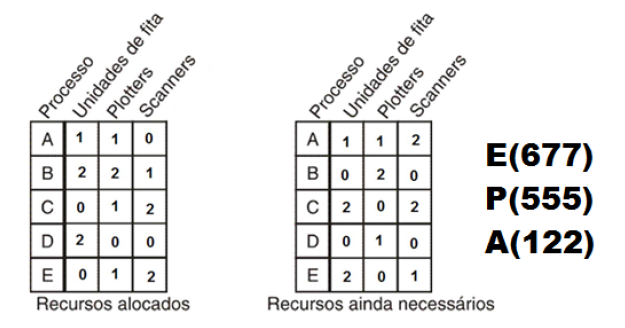 Processo Unidades de fita Plotters Scanners
A 1 1 0
B 2 2 1
C 0 1 2
D 2 0 0
E 0 1 2
Recursos alocados
Processo Unidades de fita Plotters Scanners
A 1 1 2
B 0 2 0
C 2 0 2
D 0 1 0
E 2 0 1
Recursos ainda necessários
E(677)
P(555)
A(122)